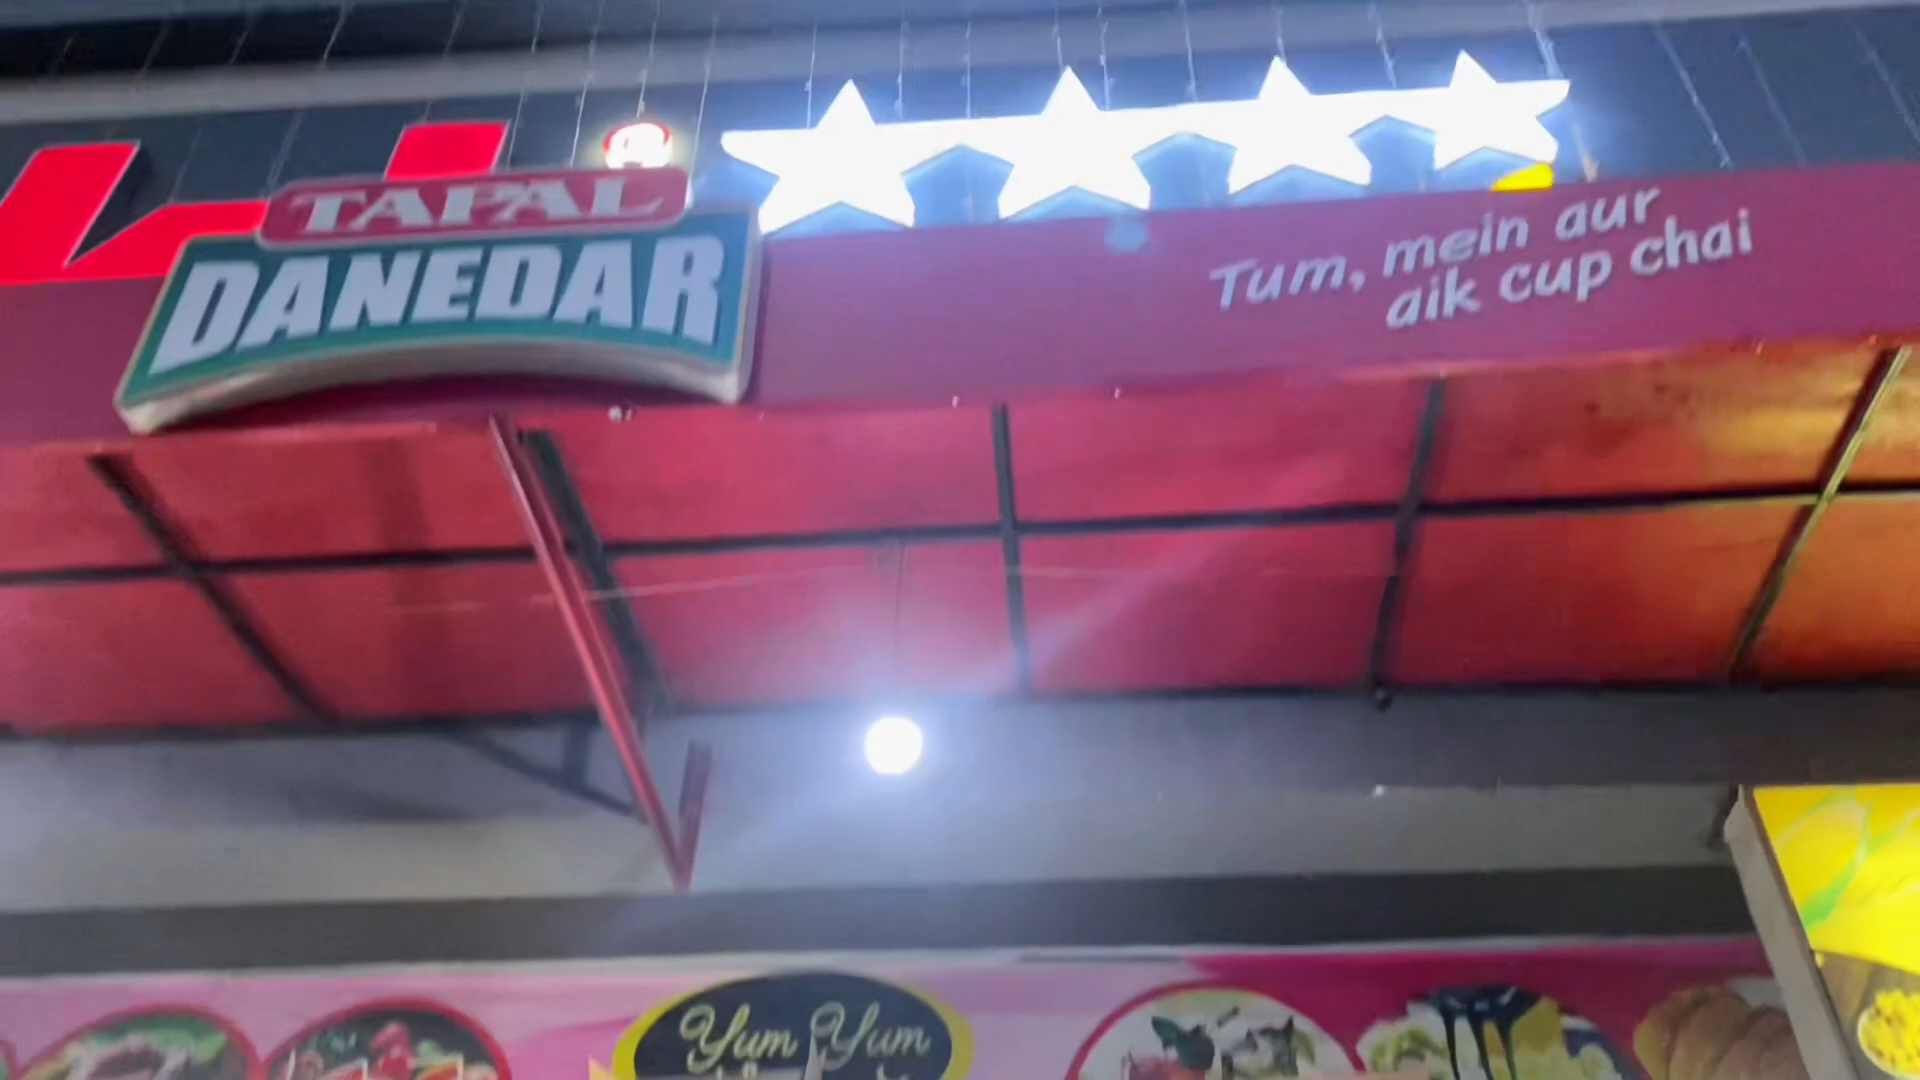 TAPAL
DANEDAR
Tum, mein aur
aik cup chai
Yum Yum